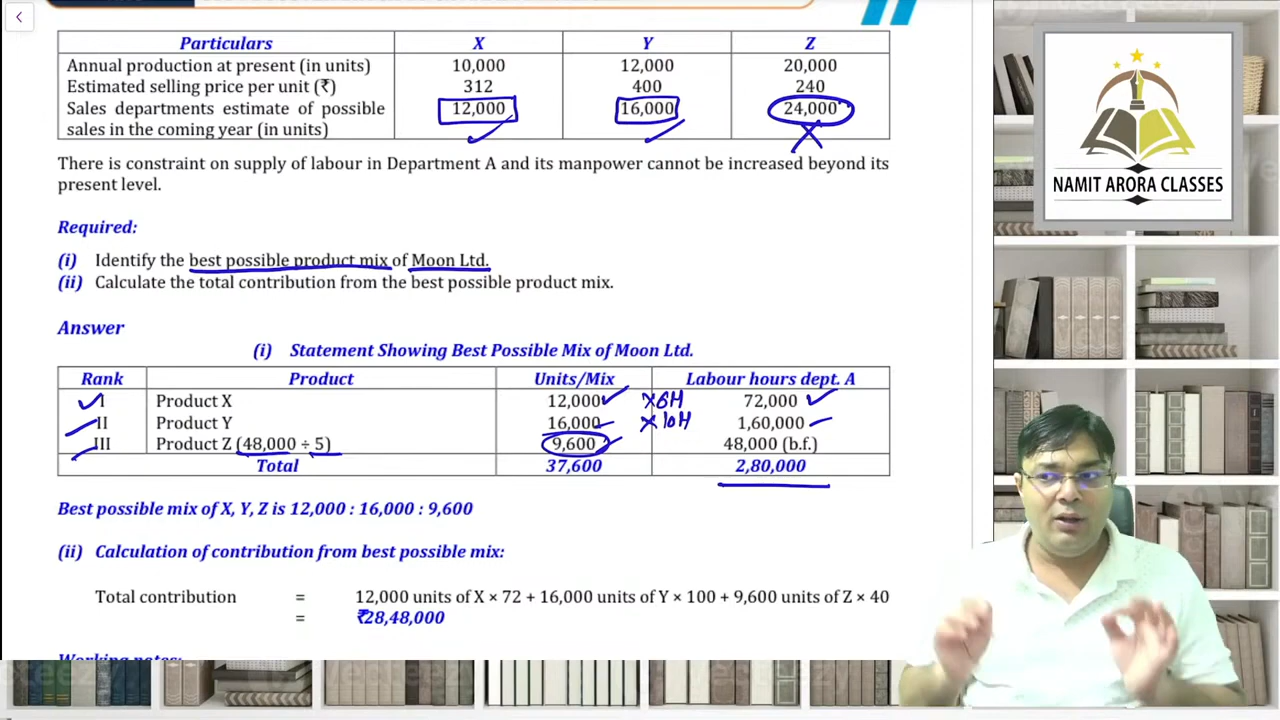 Particulars X Y Z
Annual production at present (in units) 10,000 12,000 20,000
Estimated selling price per unit (₹) 312 400 240
Sales departments estimate of possible 12,000 16,000 24,000
sales in the coming year (in units)
There is constraint on supply of labour in Department A and its manpower cannot be increased beyond its
present level.
Required:
(i) Identify the best possible product mix of Moon Ltd.
(ii) Calculate the total contribution from the best possible product mix.
Answer
(i) Statement Showing Best Possible Mix of Moon Ltd.
Rank Product Units/Mix Labour hours dept. A
I Product X 12,000 ×6H 72,000
II Product Y 16,000 ×10H 1,60,000
III Product Z (48,000 ÷ 5) 9,600 48,000 (b.f.)
Total 37,600 2,80,000
Best possible mix of X, Y, Z is 12,000 : 16,000 : 9,600
(ii) Calculation of contribution from best possible mix:
Total contribution = 12,000 units of X × 72 + 16,000 units of Y × 100 + 9,600 units of Z × 40
= ₹28,48,000
NAMIT ARORA CLASSES